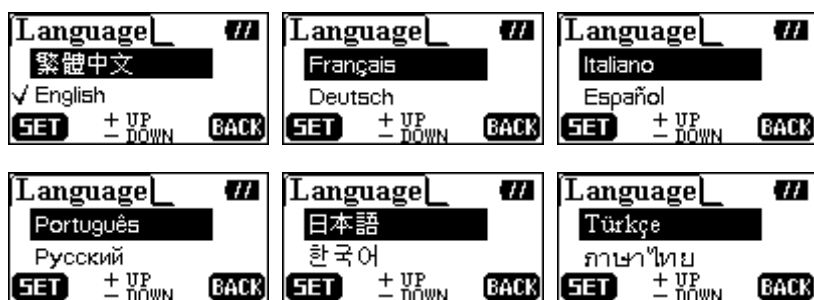 Language
繁體中文
√ English
SET + UP - DOWN BACK
Language
Français
Deutsch
SET + UP - DOWN BACK
Language
Italiano
Español
SET + UP - DOWN BACK
Language
Português
Русский
SET + UP - DOWN BACK
Language
日本語
한국어
SET + UP - DOWN BACK
Language
Türkçe
ภาษาไทย
SET + UP - DOWN BACK